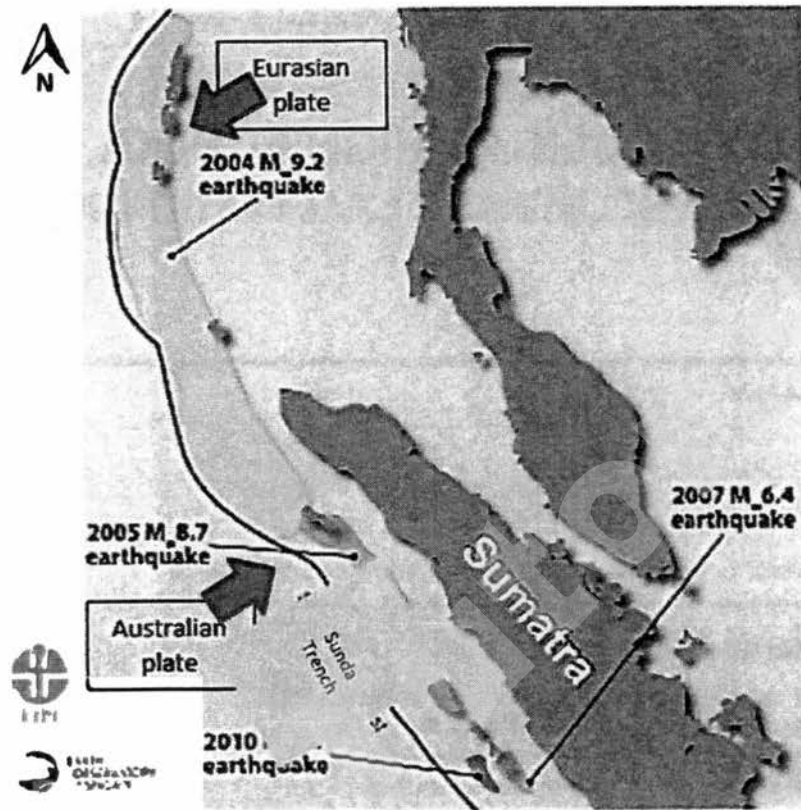 N
Eurasian
plate
2004 M_9.2
earthquake
2007 M_6.4
earthquake
2005 M_8.7
earthquake
Sumatra
Australian
plate
Sunda
Trench
2010
earthquake